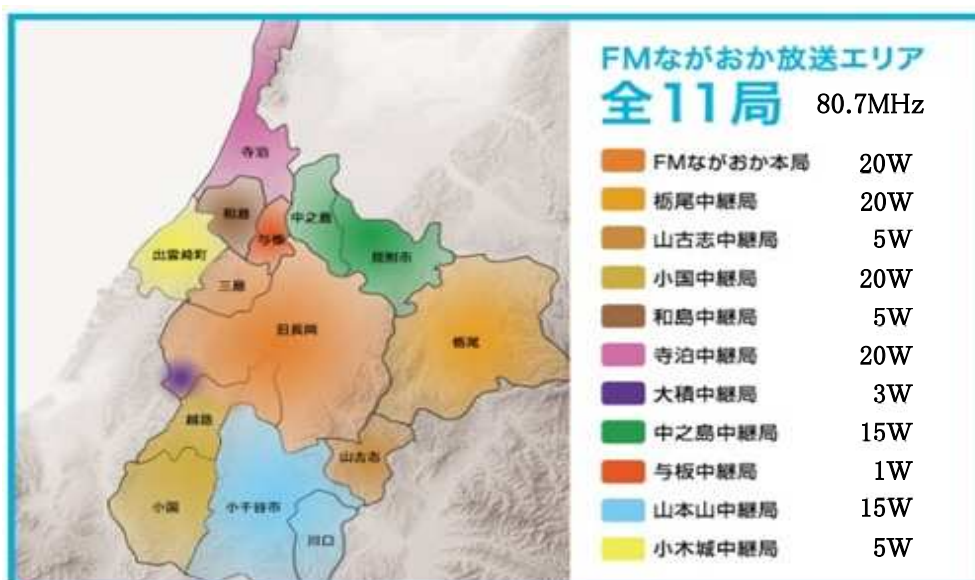 FMながおか放送エリア
全11局 80.7MHz
FMながおか本局 20W
栃尾中継局 20W
山古志中継局 5W
小国中継局 20W
和島中継局 5W
寺泊中継局 20W
大積中継局 3W
中之島中継局 15W
与板中継局 1W
山本山中継局 15W
小木城中継局 5W
寺泊
和島
中之島
与板
出雲崎町
見附市
三島
旧長岡
栃尾
越路
山古志
小国
小千谷市
川口